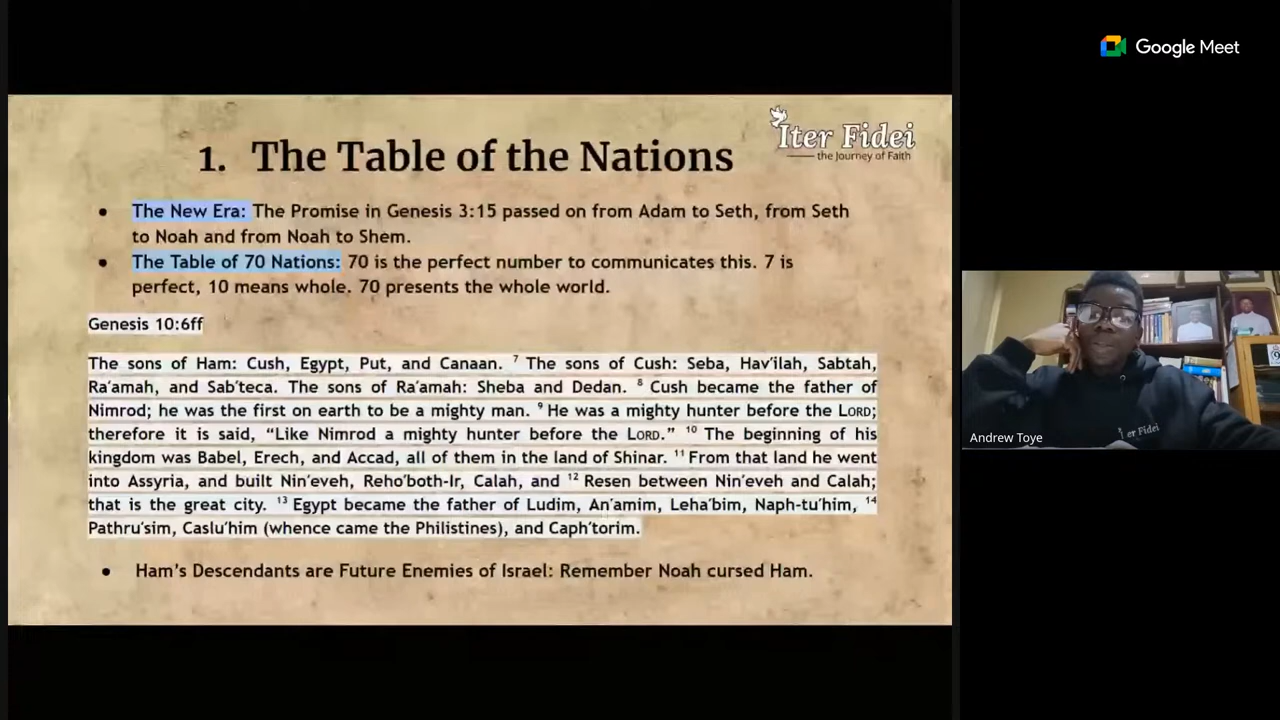 Google Meet
Iter Fidei
the Journey of Faith
1. The Table of the Nations
• The New Era: The Promise in Genesis 3:15 passed on from Adam to Seth, from Seth
to Noah and from Noah to Shem.
• The Table of 70 Nations: 70 is the perfect number to communicates this. 7 is
perfect, 10 means whole. 70 presents the whole world.
Genesis 10:6ff
The sons of Ham: Cush, Egypt, Put, and Canaan. ⁷ The sons of Cush: Seba, Hav′ilah, Sabtah,
Ra′amah, and Sab′teca. The sons of Ra′amah: Sheba and Dedan. ⁸ Cush became the father of
Nimrod; he was the first on earth to be a mighty man. ⁹ He was a mighty hunter before the LORD;
therefore it is said, “Like Nimrod a mighty hunter before the LORD.” ¹⁰ The beginning of his
kingdom was Babel, Erech, and Accad, all of them in the land of Shinar. ¹¹ From that land he went
into Assyria, and built Nin′eveh, Reho′both-Ir, Calah, and ¹² Resen between Nin′eveh and Calah;
that is the great city. ¹³ Egypt became the father of Ludim, An′amim, Leha′bim, Naph-tu′him, ¹⁴
Pathru′sim, Caslu′him (whence came the Philistines), and Caph′torim.
• Ham’s Descendants are Future Enemies of Israel: Remember Noah cursed Ham.
Andrew Toye
Iter Fidei